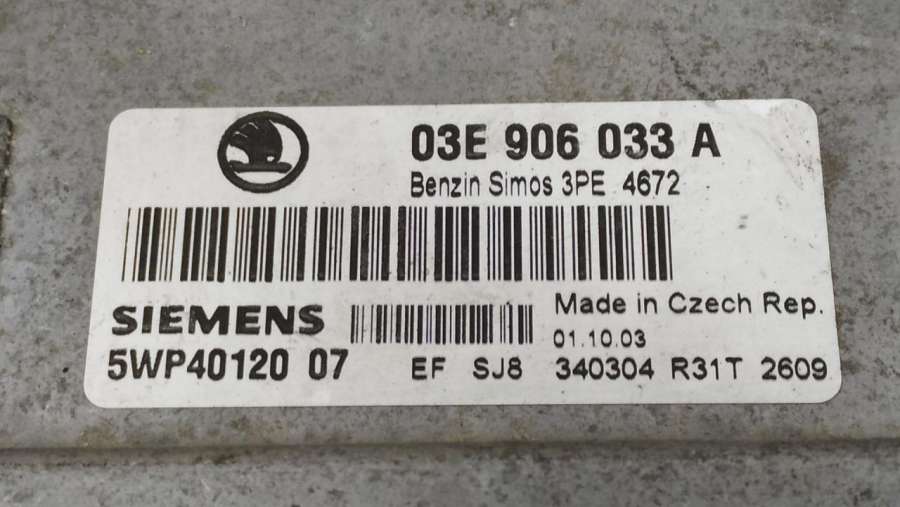 03E 906 033 A
Benzin Simos 3PE 4672
SIEMENS
5WP40120 07
Made in Czech Rep.
01.10.03
EF SJ8 340304 R31T 2609